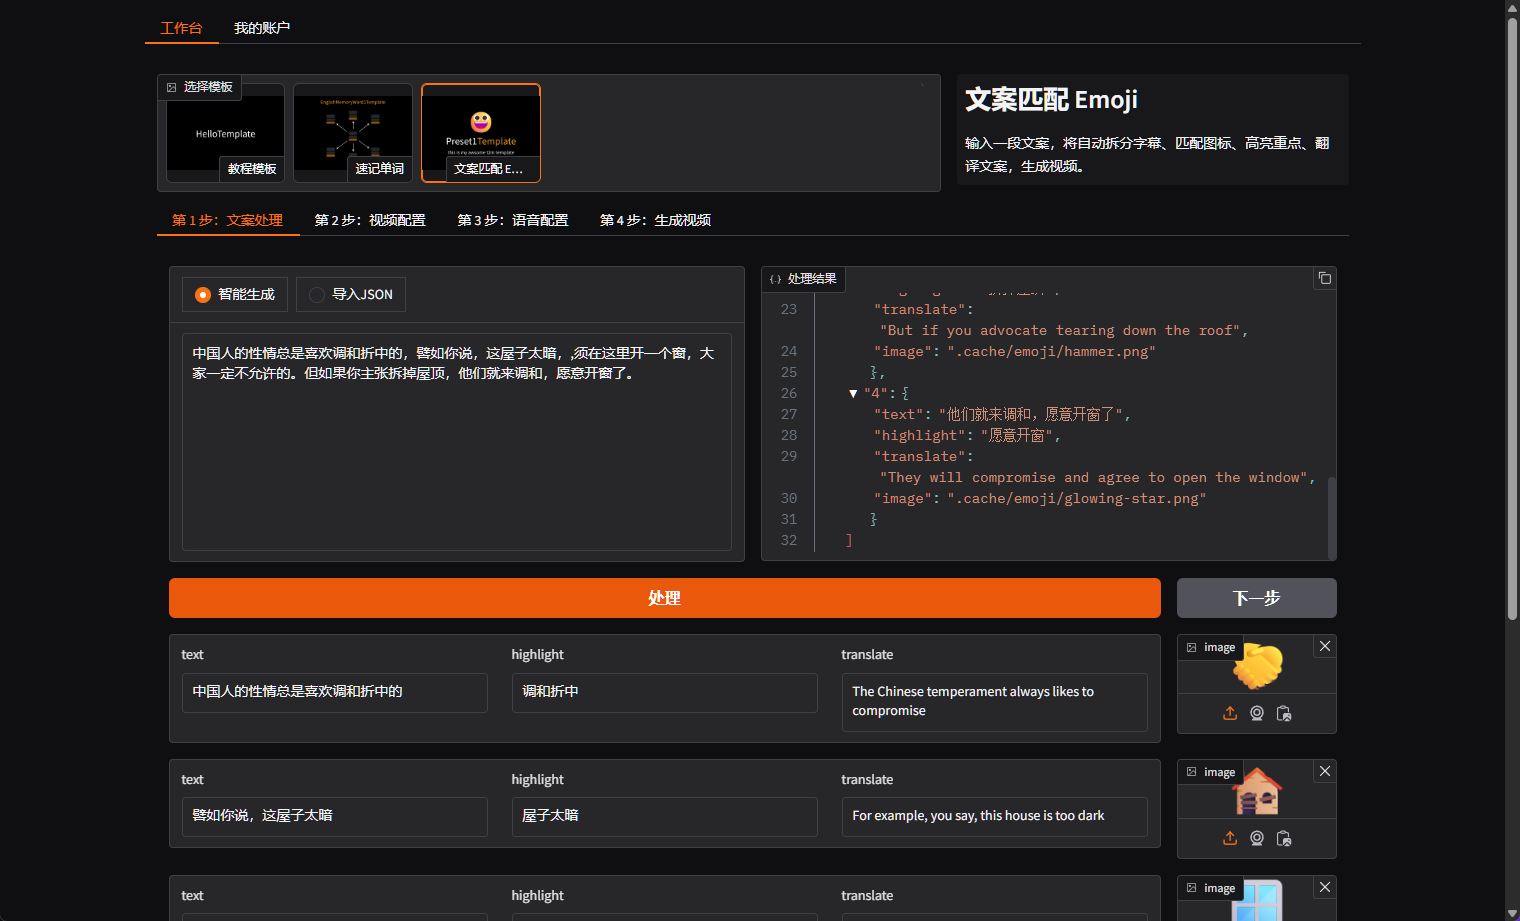 工作台
我的账户
选择模板
HelloTemplate
教程模板
EnglishMemoryWord1Template
速记单词
Preset1Template
this is my awsome Qin template
文案匹配 E...
文案匹配 Emoji
输入一段文案，将自动拆分字幕、匹配图标、高亮重点、翻
译文案，生成视频。
第 1 步：文案处理
第 2 步：视频配置
第 3 步：语音配置
第 4 步：生成视频
智能生成
导入JSON
中国人的性情总是喜欢调和折中的，譬如你说，这屋子太暗，,须在这里开一个窗，大
家一定不允许的。但如果你主张拆掉屋顶，他们就来调和，愿意开窗了。
{.} 处理结果
23 "translate":
"But if you advocate tearing down the roof",
24 "image": ".cache/emoji/hammer.png"
25 },
26 ▼ "4": {
27 "text": "他们就来调和，愿意开窗了",
28 "highlight": "愿意开窗",
29 "translate":
"They will compromise and agree to open the window",
30 "image": ".cache/emoji/glowing-star.png"
31 }
32 ]
处理
下一步
text
highlight
translate
image
中国人的性情总是喜欢调和折中的
调和折中
The Chinese temperament always likes to
compromise
text
highlight
translate
image
譬如你说，这屋子太暗
屋子太暗
For example, you say, this house is too dark
text
highlight
translate
image